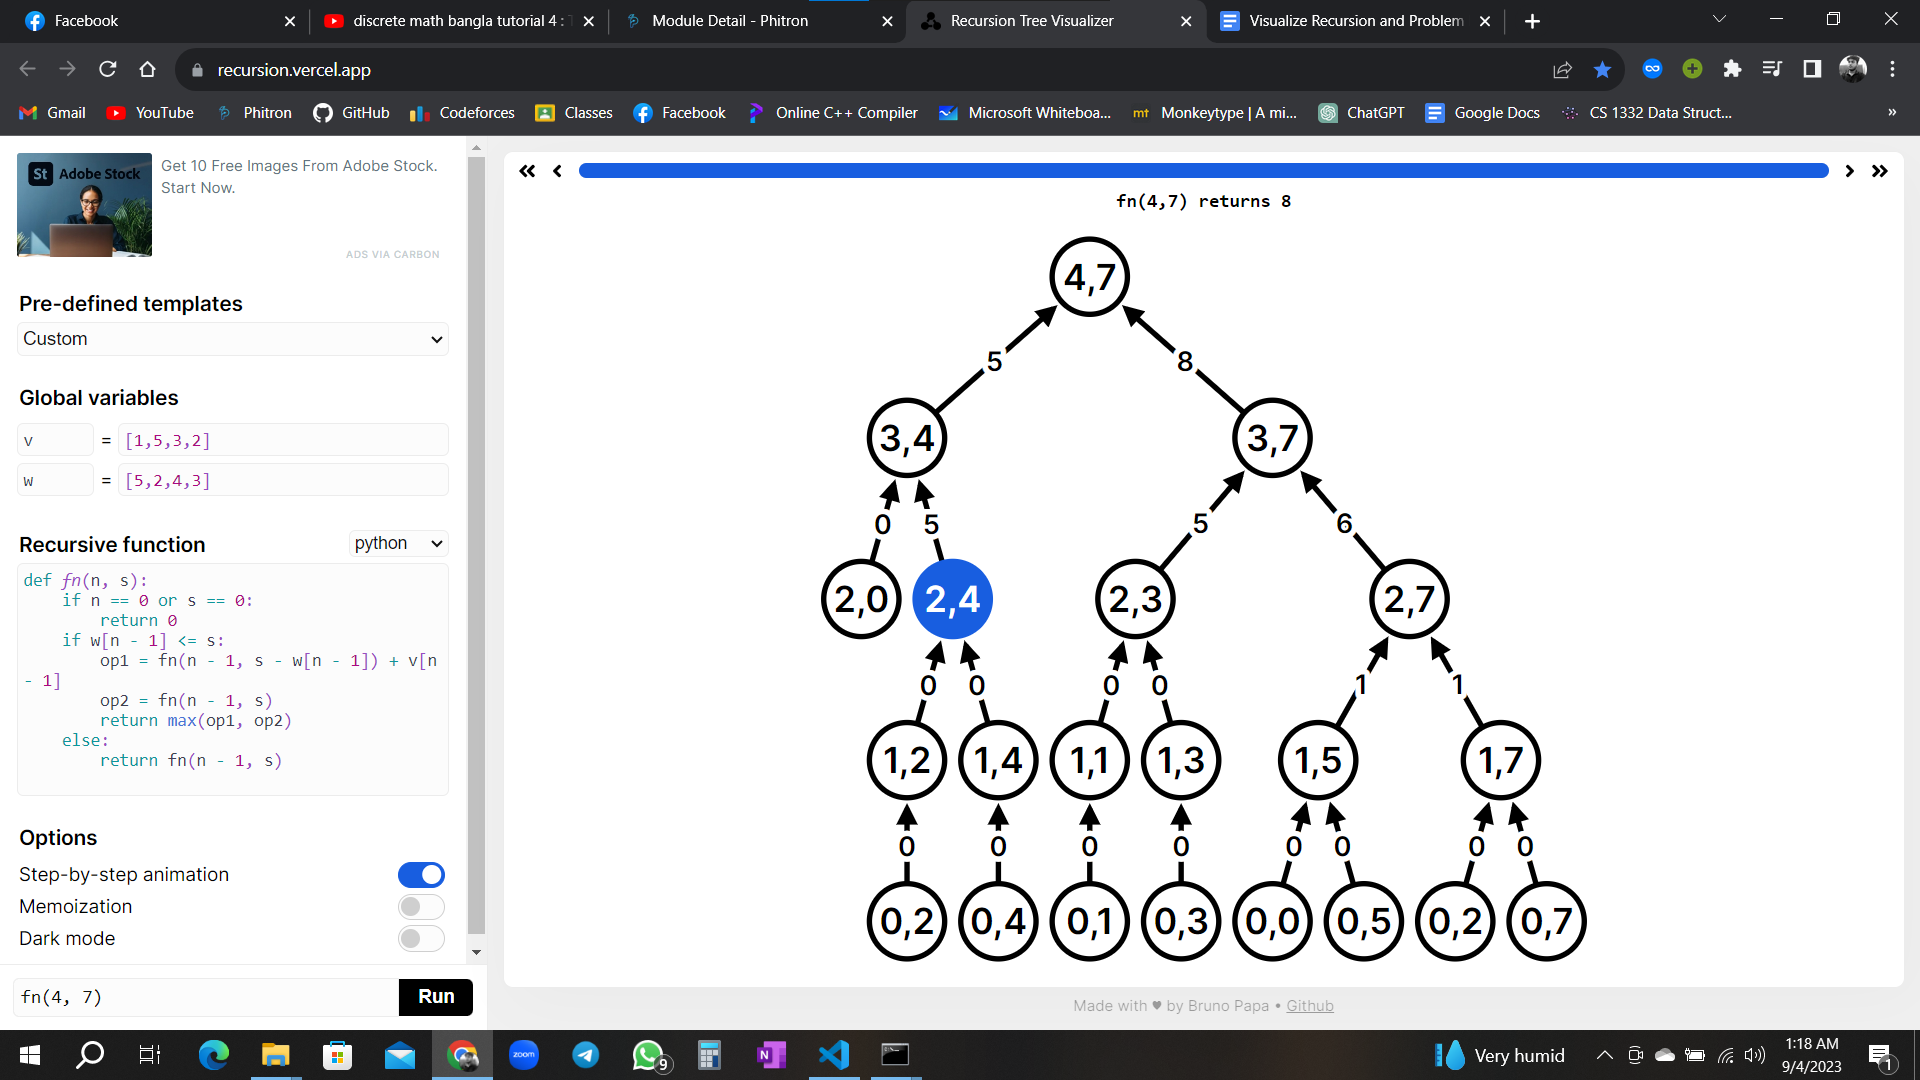 Facebook
discrete math bangla tutorial 4 : T
Module Detail - Phitron
Recursion Tree Visualizer
Visualize Recursion and Problem
recursion.vercel.app
Gmail
YouTube
Phitron
GitHub
Codeforces
Classes
Facebook
Online C++ Compiler
Microsoft Whiteboa...
mt Monkeytype | A mi...
ChatGPT
Google Docs
CS 1332 Data Struct...
»
St Adobe Stock
Get 10 Free Images From Adobe Stock.
Start Now.
ADS VIA CARBON
Pre-defined templates
Custom
Global variables
v = [1,5,3,2]
w = [5,2,4,3]
Recursive function
python
def fn(n, s):
if n == 0 or s == 0:
return 0
if w[n - 1] <= s:
op1 = fn(n - 1, s - w[n - 1]) + v[n
- 1]
op2 = fn(n - 1, s)
return max(op1, op2)
else:
return fn(n - 1, s)
Options
Step-by-step animation
Memoization
Dark mode
fn(4, 7)
Run
fn(4,7) returns 8
4,7
5 8
3,4 3,7
0 5 5 6
2,0 2,4 2,3 2,7
0 0 0 0 1 1
1,2 1,4 1,1 1,3 1,5 1,7
0 0 0 0 0 0 0 0
0,2 0,4 0,1 0,3 0,0 0,5 0,2 0,7
Made with ♥ by Bruno Papa • Github
zoom
9
N
Very humid
1:18 AM
9/4/2023
1